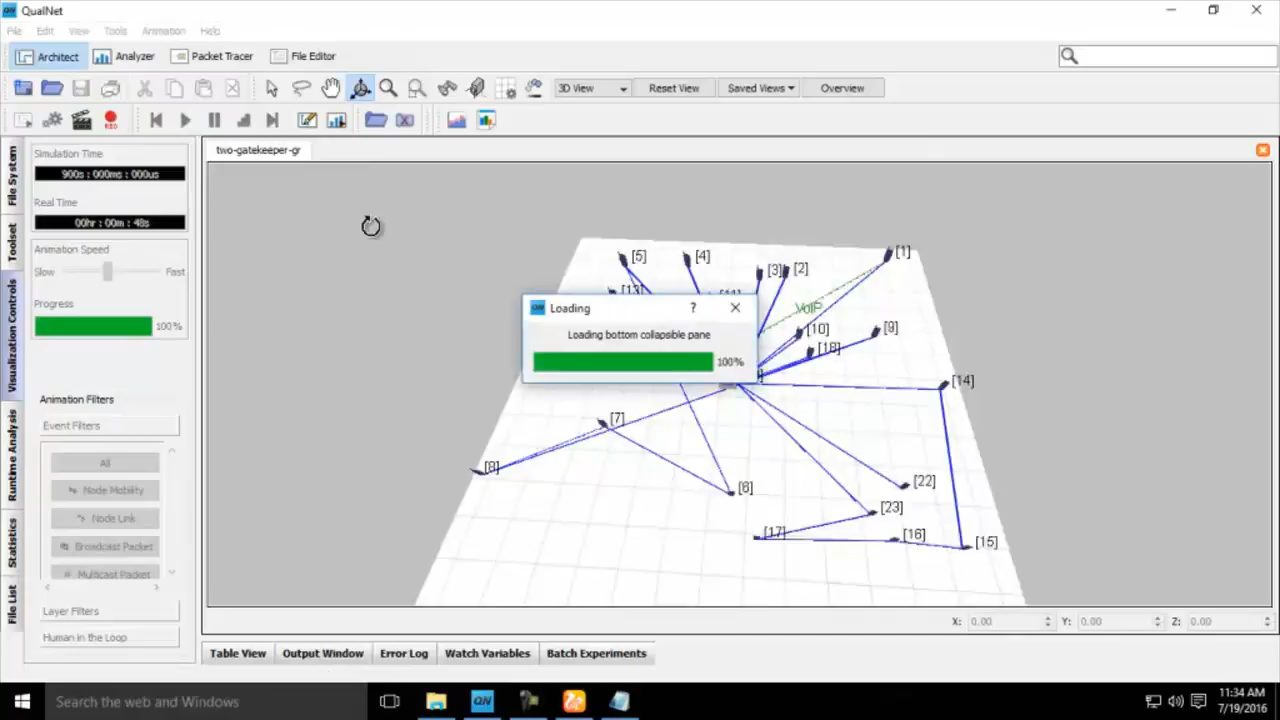 QN QualNet
File Edit View Tools Animation Help
Architect Analyzer Packet Tracer File Editor
3D View Reset View Saved Views Overview
REC
File System
Toolset
Visualization Controls
Runtime Analysis
Statistics
File List
Simulation Time
900s : 000ms : 000us
Real Time
00hr : 00m : 48s
Animation Speed
Slow Fast
Progress
100%
Animation Filters
Event Filters
All
Node Mobility
Node Link
Broadcast Packet
Multicast Packet
Layer Filters
Human in the Loop
two-gatekeeper-gr
[5] [4] [3] [2] [1]
[13] [11]
VoIP
[10] [9]
[18]
[14]
[7]
[8]
[6]
[22]
[23]
[17] [16] [15]
QN Loading ?
Loading bottom collapsible pane
100%
X: 0.00 Y: 0.00 Z: 0.00
Table View Output Window Error Log Watch Variables Batch Experiments
Search the web and Windows
QN
11:34 AM
7/19/2016